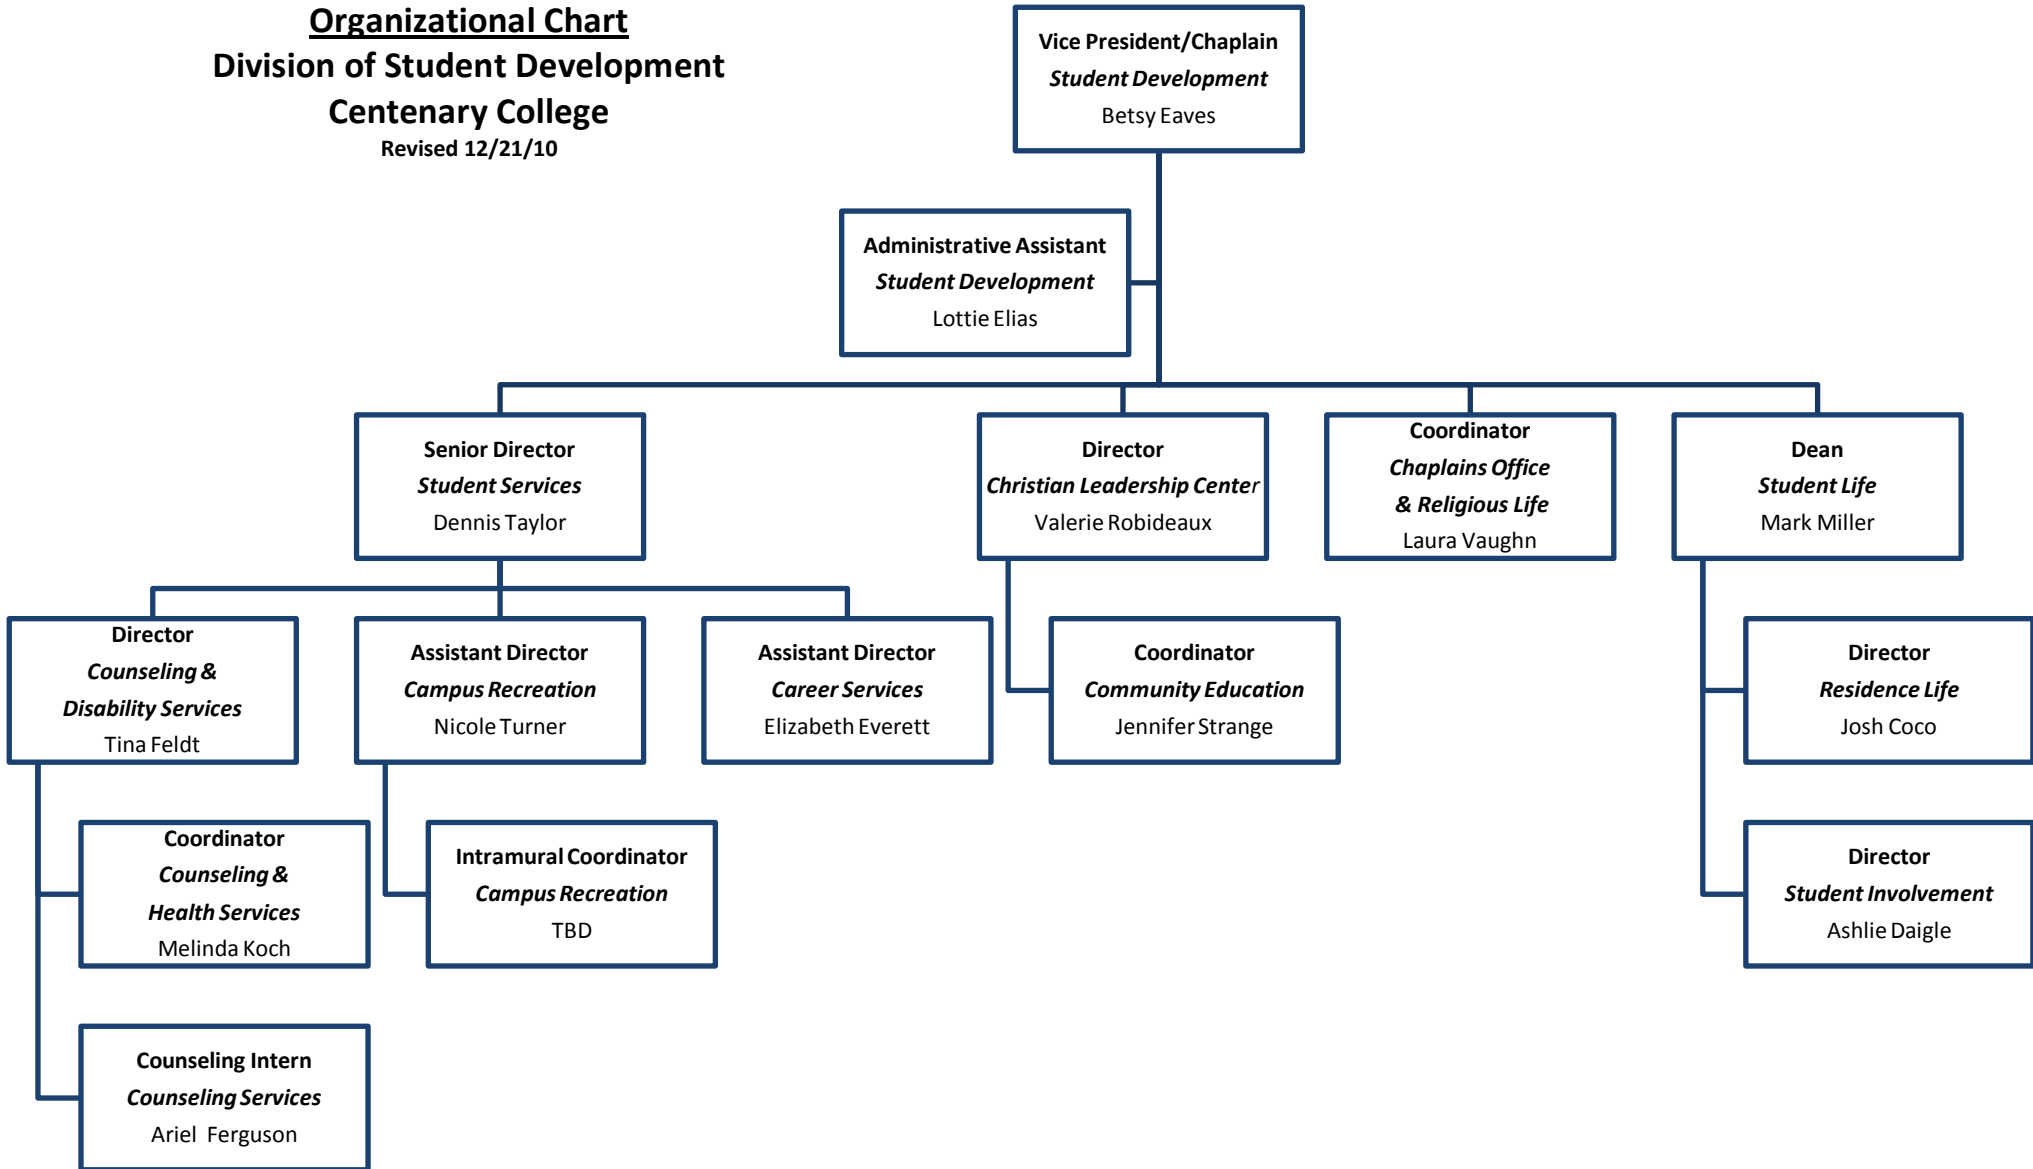 Organizational Chart
Division of Student Development
Centenary College
Revised 12/21/10
Vice President/Chaplain
Student Development
Betsy Eaves
Administrative Assistant
Student Development
Lottie Elias
Senior Director
Student Services
Dennis Taylor
Director
Christian Leadership Center
Valerie Robideaux
Coordinator
Chaplains Office
& Religious Life
Laura Vaughn
Dean
Student Life
Mark Miller
Director
Counseling &
Disability Services
Tina Feldt
Assistant Director
Campus Recreation
Nicole Turner
Assistant Director
Career Services
Elizabeth Everett
Coordinator
Community Education
Jennifer Strange
Director
Residence Life
Josh Coco
Coordinator
Counseling &
Health Services
Melinda Koch
Intramural Coordinator
Campus Recreation
TBD
Director
Student Involvement
Ashlie Daigle
Counseling Intern
Counseling Services
Ariel Ferguson